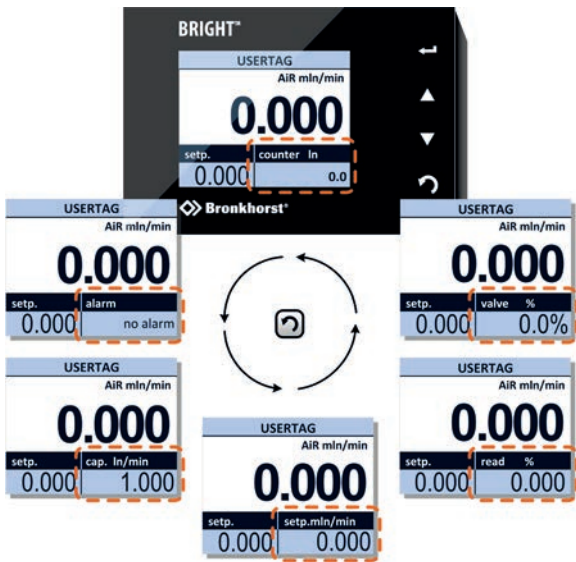 BRIGHT™
USERTAG
AiR mln/min
0.000
setp. counter ln
0.000 0.0
Bronkhorst®
USERTAG
AiR mln/min
0.000
setp. alarm
0.000 no alarm
USERTAG
AiR mln/min
0.000
setp. valve %
0.000 0.0%
USERTAG
AiR mln/min
0.000
setp. cap. ln/min
0.000 1.000
USERTAG
AiR mln/min
0.000
setp. read %
0.000 0.000
USERTAG
AiR mln/min
0.000
setp. setp.mln/min
0.000 0.000